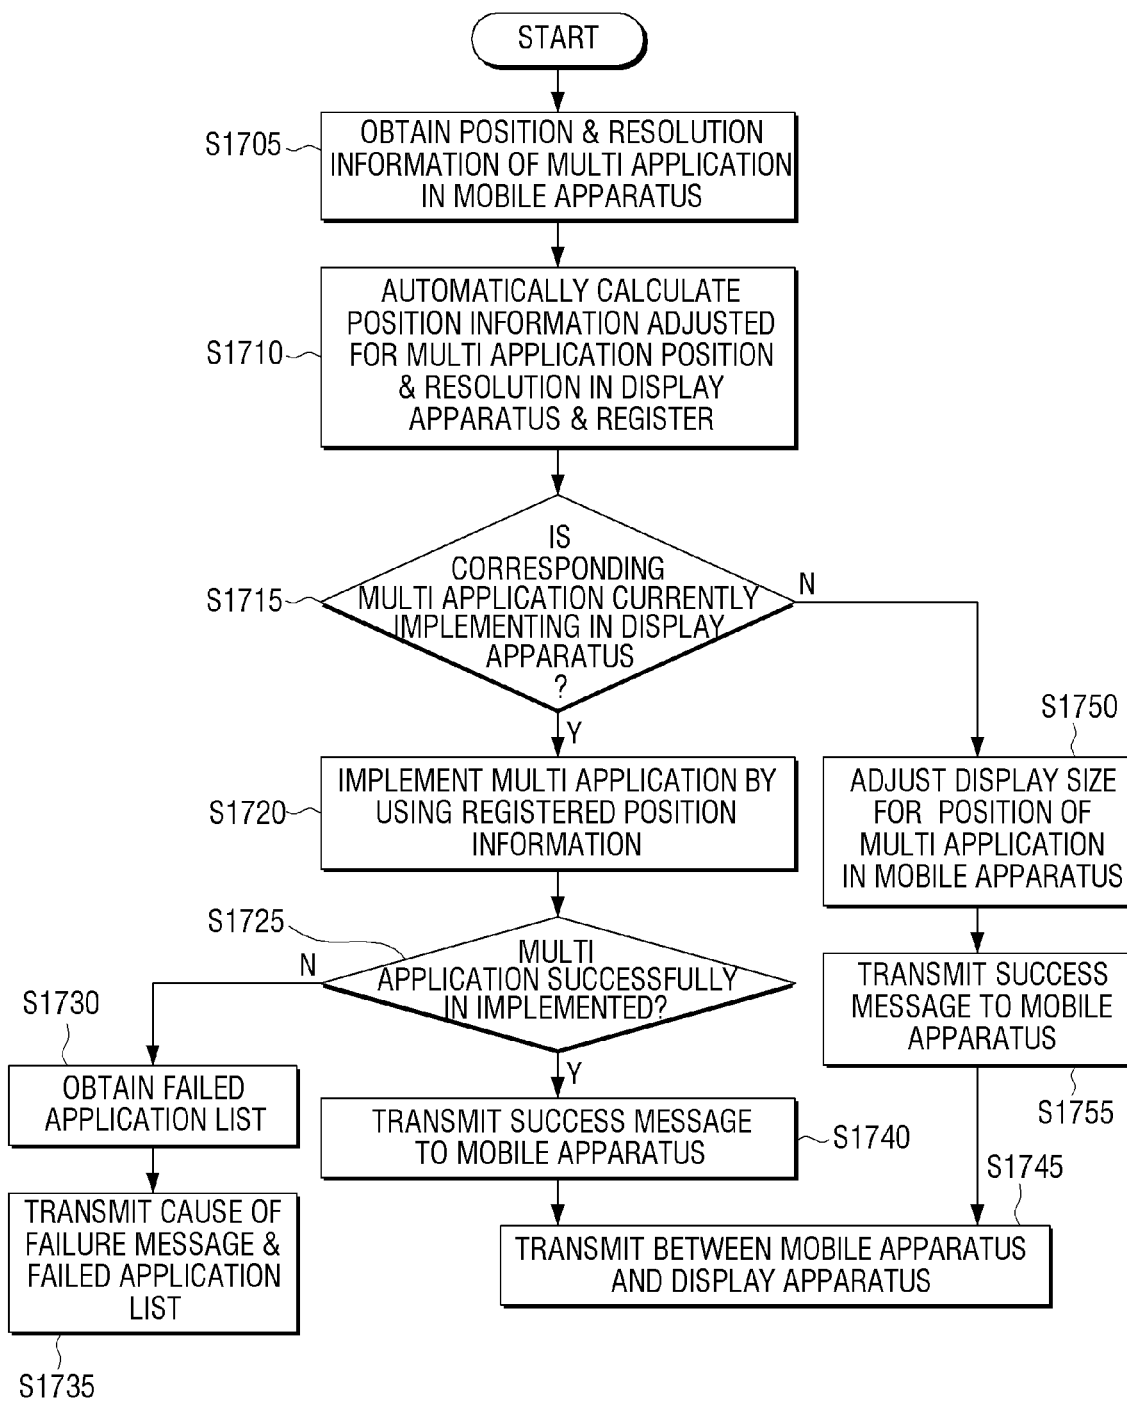 START
S1705
OBTAIN POSITION & RESOLUTION
INFORMATION OF MULTI APPLICATION
IN MOBILE APPARATUS
S1710
AUTOMATICALLY CALCULATE
POSITION INFORMATION ADJUSTED
FOR MULTI APPLICATION POSITION
& RESOLUTION IN DISPLAY
APPARATUS & REGISTER
S1715
IS
CORRESPONDING
MULTI APPLICATION CURRENTLY
IMPLEMENTING IN DISPLAY
APPARATUS
?
N
Y
S1720
IMPLEMENT MULTI APPLICATION BY
USING REGISTERED POSITION
INFORMATION
S1750
ADJUST DISPLAY SIZE
FOR POSITION OF
MULTI APPLICATION
IN MOBILE APPARATUS
S1725
MULTI
APPLICATION SUCCESSFULLY
IN IMPLEMENTED?
N
Y
TRANSMIT SUCCESS
MESSAGE TO MOBILE
APPARATUS
S1755
S1730
OBTAIN FAILED
APPLICATION LIST
TRANSMIT SUCCESS MESSAGE
TO MOBILE APPARATUS
S1740
S1745
TRANSMIT CAUSE OF
FAILURE MESSAGE &
FAILED APPLICATION
LIST
S1735
TRANSMIT BETWEEN MOBILE APPARATUS
AND DISPLAY APPARATUS